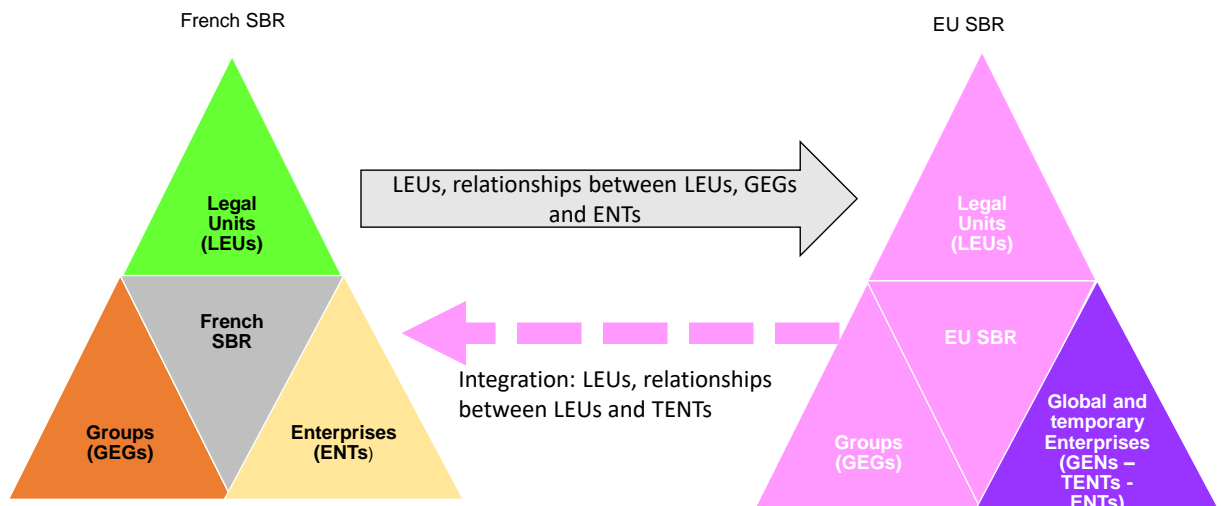 French SBR
EU SBR
Legal
Units
(LEUs)
French
SBR
Groups
(GEGs)
Enterprises
(ENTs)
LEUs, relationships between LEUs, GEGs
and ENTs
Integration: LEUs, relationships
between LEUs and TENTs
Legal
Units
(LEUs)
EU SBR
Groups
(GEGs)
Global and
temporary
Enterprises
(GENs –
TENTs -
ENTs)